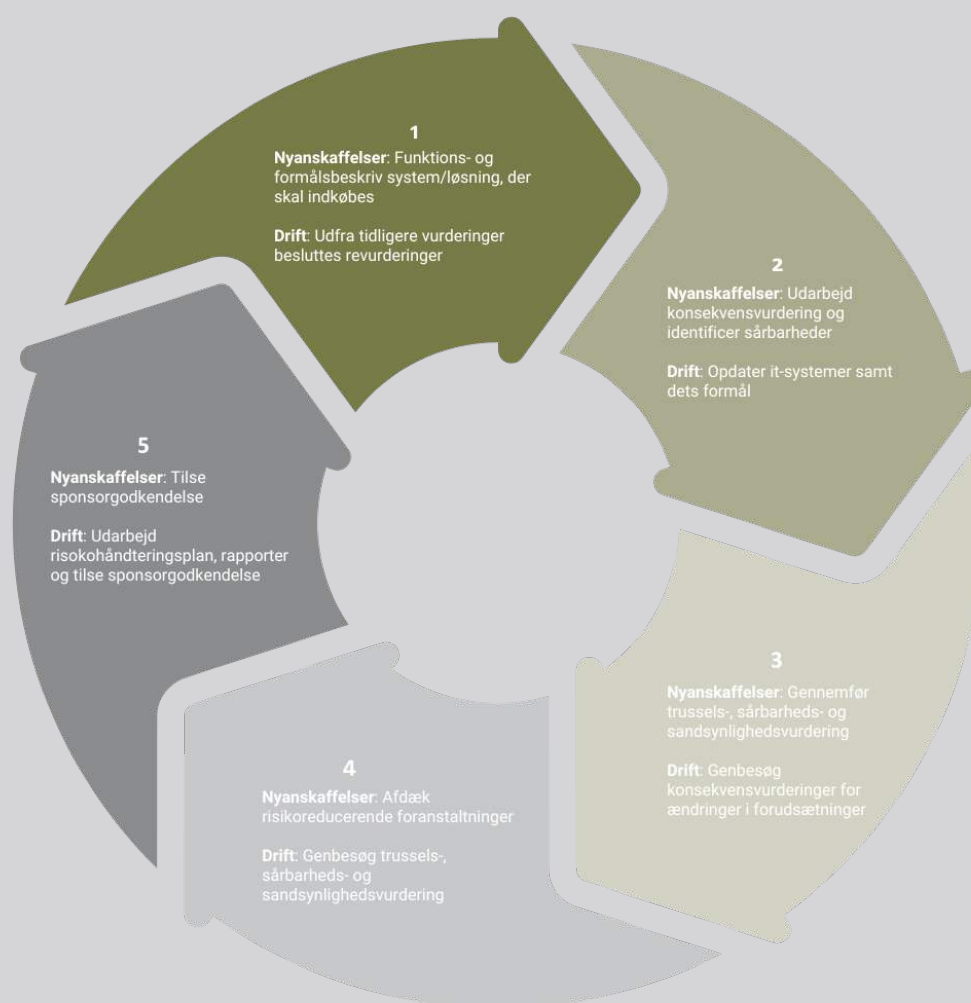 1
Nyanskaffelser: Funktions- og
formålsbeskriv system/løsning, der
skal indkøbes
Drift: Udfra tidligere vurderinger
besluttes revurderinger
2
Nyanskaffelser: Udarbejd
konsekvensvurdering og
identificer sårbarheder
Drift: Opdater it-systemer samt
dets formål
3
Nyanskaffelser: Gennemfør
trussels-, sårbarheds- og
sandsynlighedsvurdering
Drift: Genbesøg
konsekvensvurderinger for
ændringer i forudsætninger
4
Nyanskaffelser: Afdæk
risikoreducerende foranstaltninger
Drift: Genbesøg trussels-,
sårbarheds- og
sandsynlighedsvurdering
5
Nyanskaffelser: Tilse
sponsorgodkendelse
Drift: Udarbejd
risokohåndteringsplan, rapporter
og tilse sponsorgodkendelse